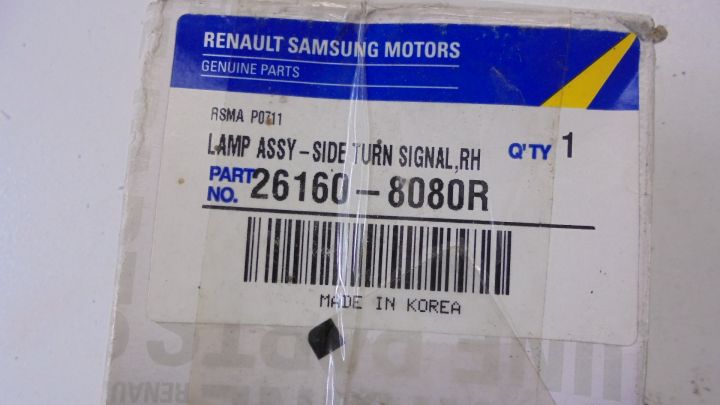 RENAULT SAMSUNG MOTORS
GENUINE PARTS
RSMA P0711
LAMP ASSY-SIDE TURN SIGNAL,RH Q'TY 1
PART NO. 26160-8080R
MADE IN KOREA
RENAU